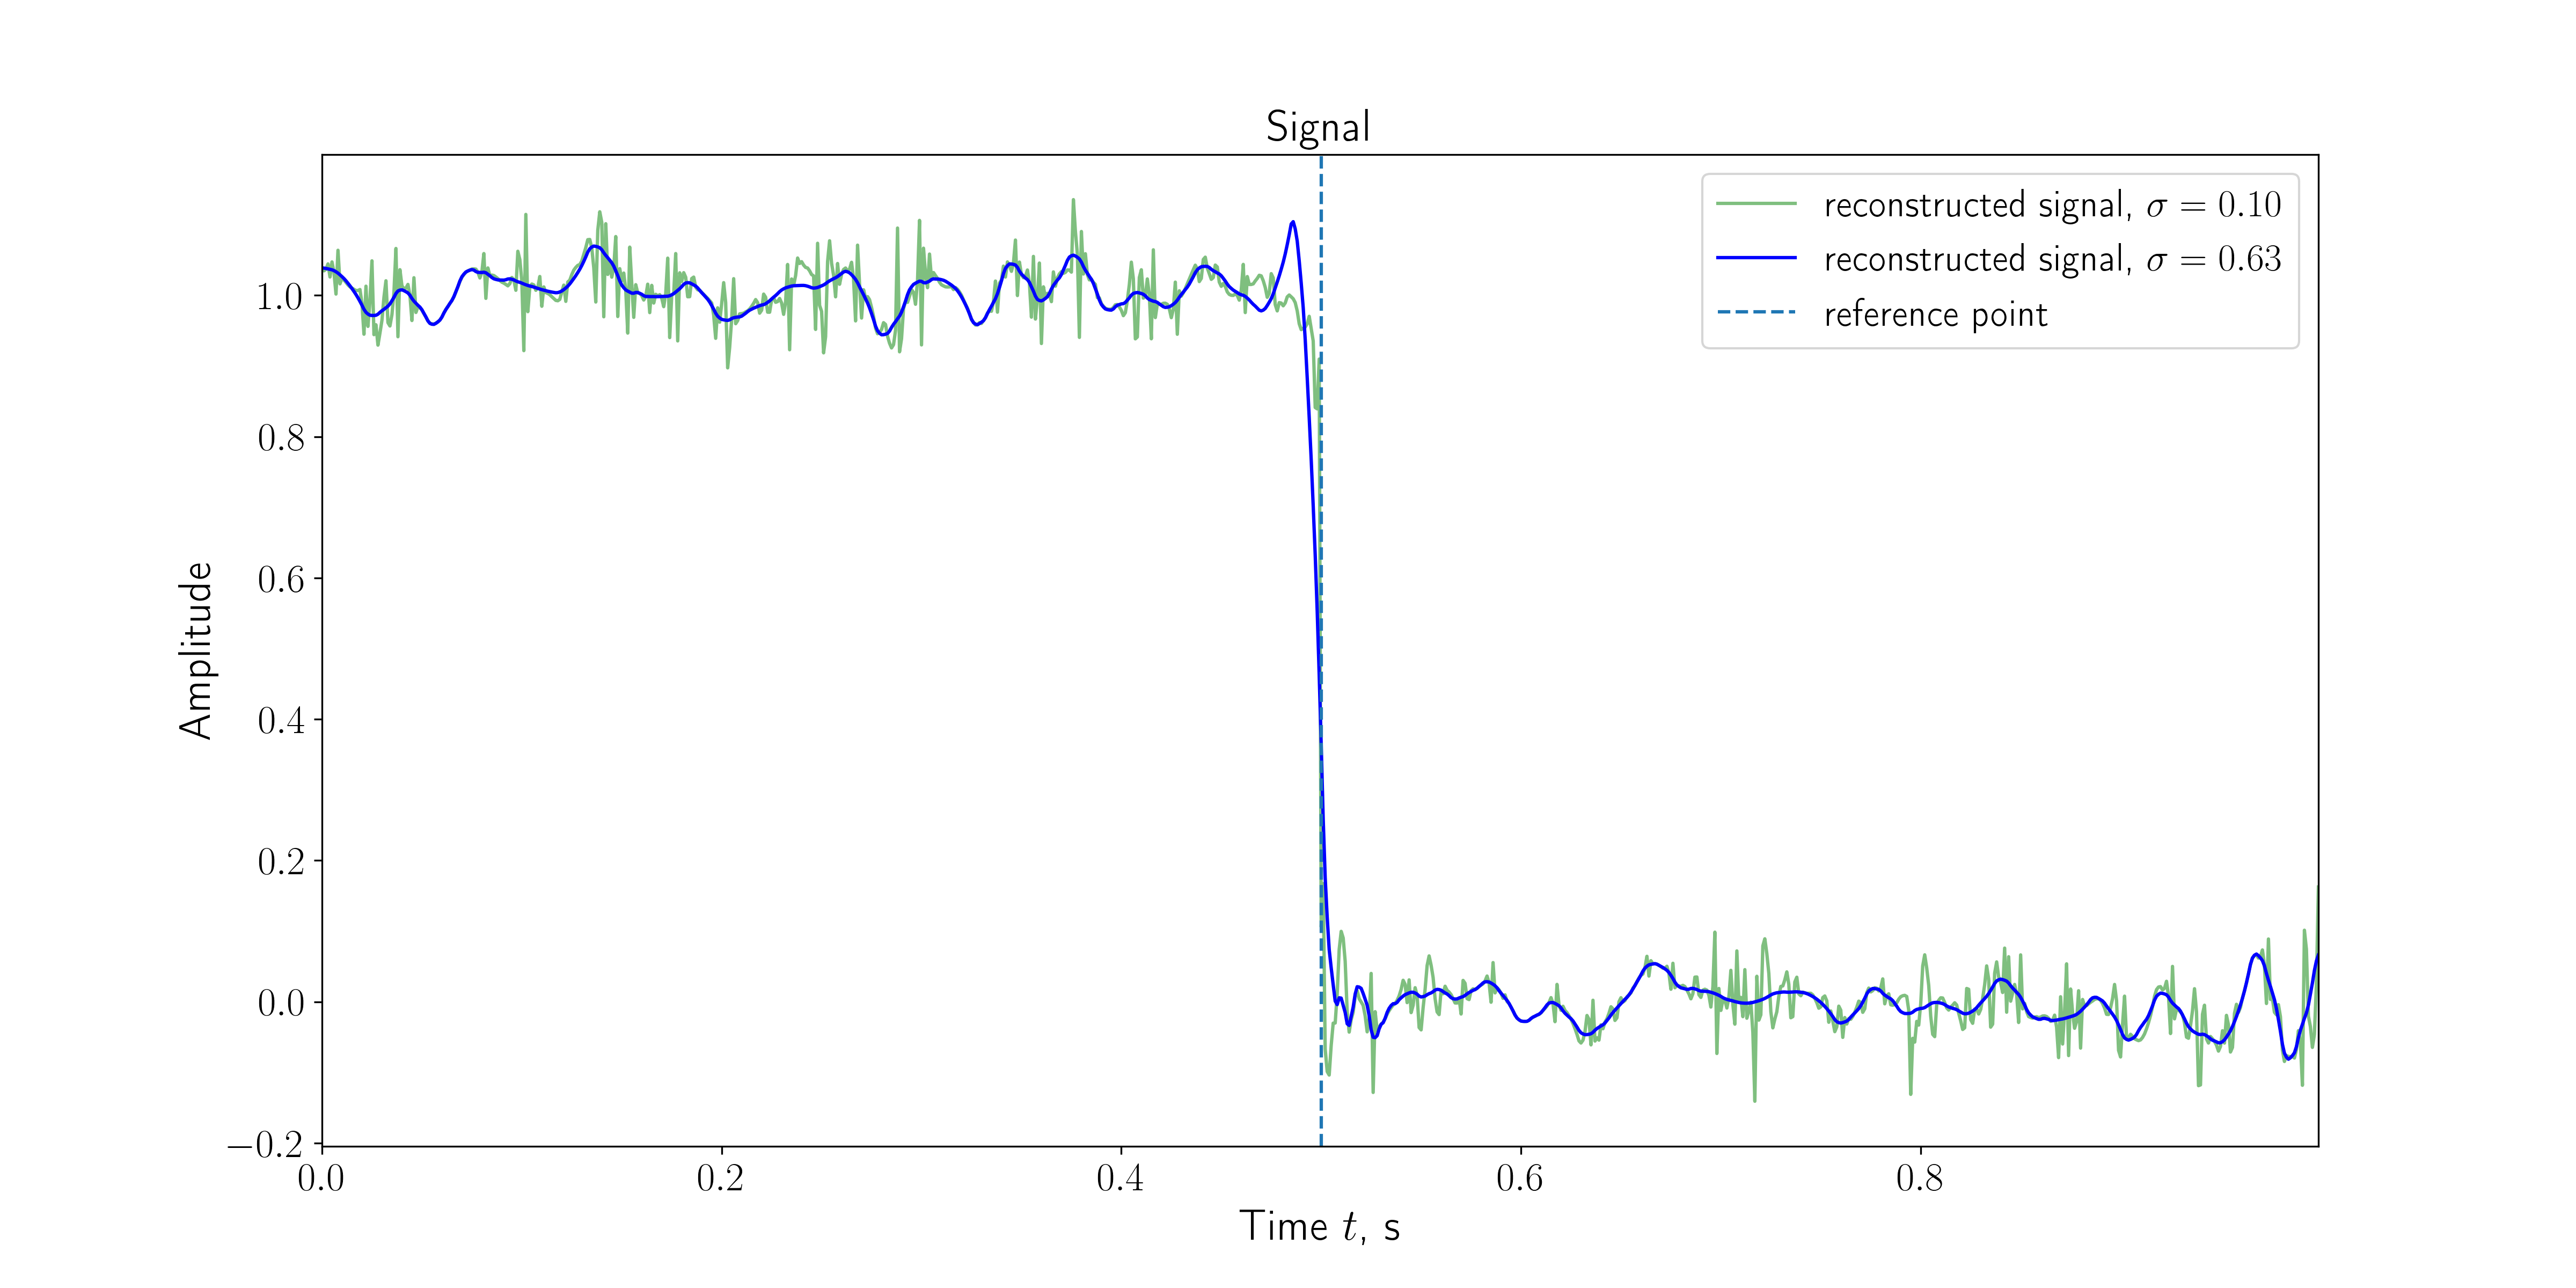 Signal
reconstructed signal, σ = 0.10
reconstructed signal, σ = 0.63
reference point
Amplitude
1.0
0.8
0.6
0.4
0.2
0.0
−0.2
0.0 0.2 0.4 0.6 0.8
Time t, s